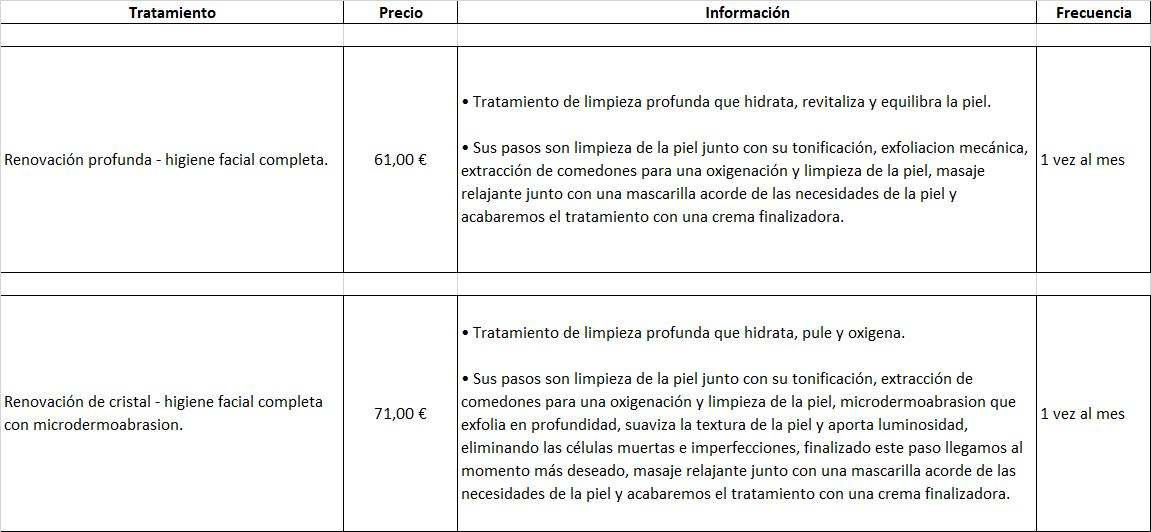 Tratamiento Precio Información Frecuencia
Renovación profunda - higiene facial completa.
61,00 €
• Tratamiento de limpieza profunda que hidrata, revitaliza y equilibra la piel.
• Sus pasos son limpieza de la piel junto con su tonificación, exfoliacion mecánica,
extracción de comedones para una oxigenación y limpieza de la piel, masaje
relajante junto con una mascarilla acorde de las necesidades de la piel y
acabaremos el tratamiento con una crema finalizadora.
1 vez al mes
Renovación de cristal - higiene facial completa
con microdermoabrasion.
71,00 €
• Tratamiento de limpieza profunda que hidrata, pule y oxigena.
• Sus pasos son limpieza de la piel junto con su tonificación, extracción de
comedones para una oxigenación y limpieza de la piel, microdermoabrasion que
exfolia en profundidad, suaviza la textura de la piel y aporta luminosidad,
eliminando las células muertas e imperfecciones, finalizado este paso llegamos al
momento más deseado, masaje relajante junto con una mascarilla acorde de las
necesidades de la piel y acabaremos el tratamiento con una crema finalizadora.
1 vez al mes